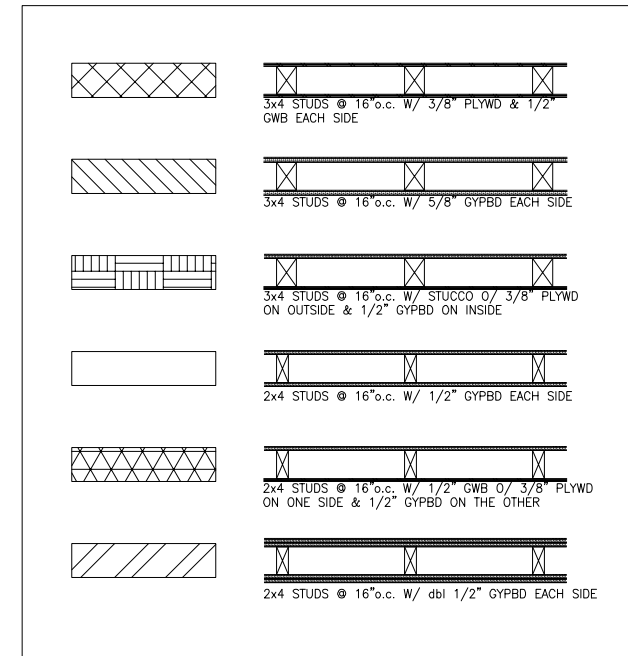 3x4 STUDS @ 16"o.c. W/ 3/8" PLYWD & 1/2"
GWB EACH SIDE
3x4 STUDS @ 16"o.c. W/ 5/8" GYPBD EACH SIDE
3x4 STUDS @ 16"o.c. W/ STUCCO O/ 3/8" PLYWD
ON OUTSIDE & 1/2" GYPBD ON INSIDE
2x4 STUDS @ 16"o.c. W/ 1/2" GYPBD EACH SIDE
2x4 STUDS @ 16"o.c. W/ 1/2" GWB O/ 3/8" PLYWD
ON ONE SIDE & 1/2" GYPBD ON THE OTHER
2x4 STUDS @ 16"o.c. W/ dbl 1/2" GYPBD EACH SIDE